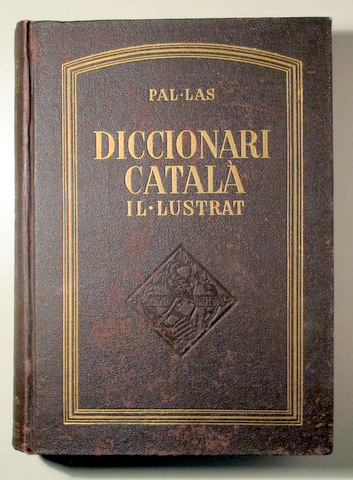 PAL·LAS
DICCIONARI
CATALÀ
IL·LUSTRAT